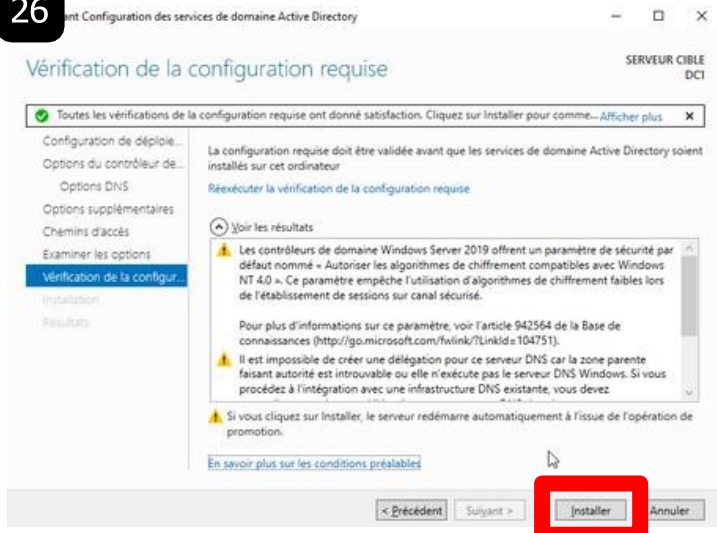 26
ant Configuration des services de domaine Active Directory
Vérification de la configuration requise
SERVEUR CIBLE
DC1
Toutes les vérifications de la configuration requise ont donné satisfaction. Cliquez sur Installer pour comme... Afficher plus
Configuration de déploie...
Options du contrôleur de...
Options DNS
Options supplémentaires
Chemins d'accès
Examiner les options
Vérification de la configur...
Installation
Résultats
La configuration requise doit être validée avant que les services de domaine Active Directory soient
installés sur cet ordinateur
Réexécuter la vérification de la configuration requise
Voir les résultats
Les contrôleurs de domaine Windows Server 2019 offrent un paramètre de sécurité par
défaut nommé « Autoriser les algorithmes de chiffrement compatibles avec Windows
NT 4.0 ». Ce paramètre empêche l'utilisation d'algorithmes de chiffrement faibles lors
de l'établissement de sessions sur canal sécurisé.
Pour plus d'informations sur ce paramètre, voir l'article 942564 de la Base de
connaissances (http://go.microsoft.com/fwlink/?LinkId=104751).
Il est impossible de créer une délégation pour ce serveur DNS car la zone parente
faisant autorité est introuvable ou elle n'exécute pas le serveur DNS Windows. Si vous
procédez à l'intégration avec une infrastructure DNS existante, vous devez
Si vous cliquez sur Installer, le serveur redémarre automatiquement à l'issue de l'opération de
promotion.
En savoir plus sur les conditions préalables
< Précédent
Suivant >
Installer
Annuler